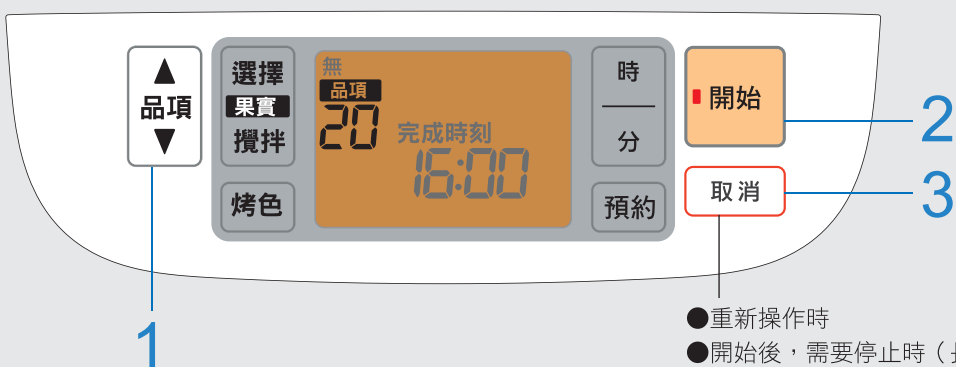 品項
選擇
果實
攪拌
烤色
無
品項
20
完成時刻
16:00
時
分
預約
開始
取消
1
2
3
●重新操作時
●開始後，需要停止時（